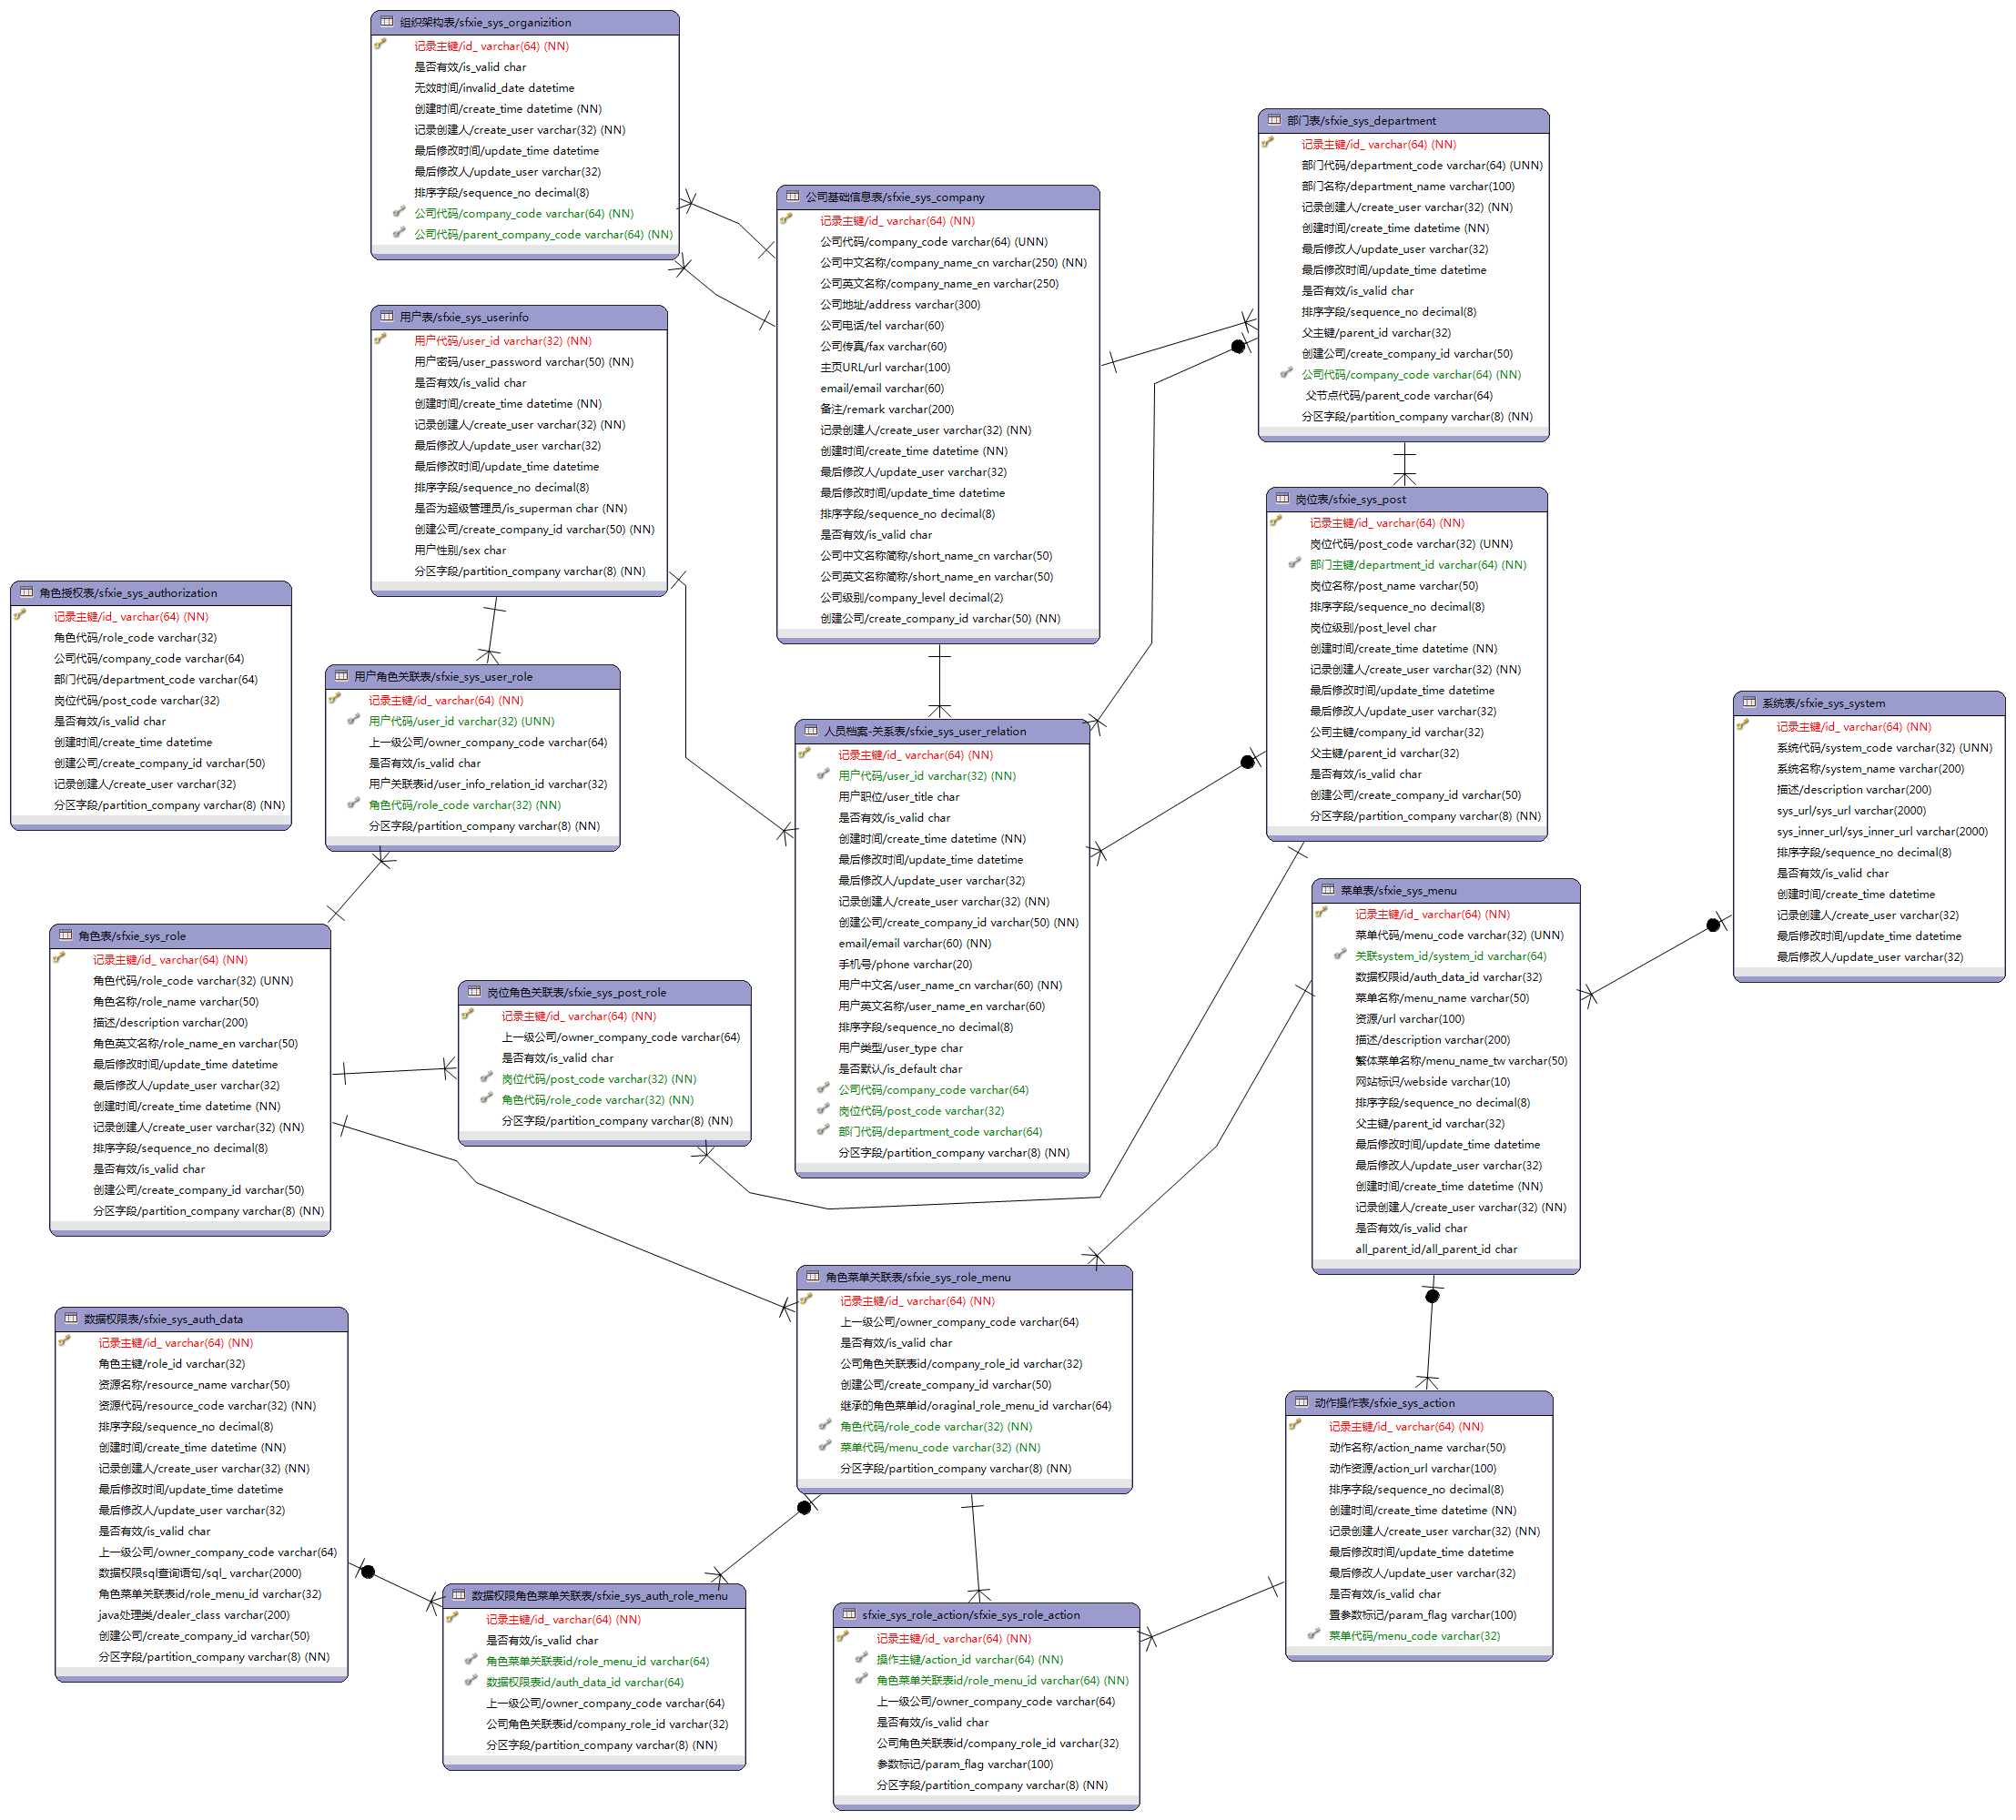 组织架构表/sfxie_sys_organizition
记录主键/id_ varchar(64) (NN)
是否有效/is_valid char
无效时间/invalid_date datetime
创建时间/create_time datetime (NN)
记录创建人/create_user varchar(32) (NN)
最后修改时间/update_time datetime
最后修改人/update_user varchar(32)
排序字段/sequence_no decimal(8)
公司代码/company_code varchar(64) (NN)
公司代码/parent_company_code varchar(64) (NN)
部门表/sfxie_sys_department
记录主键/id_ varchar(64) (NN)
部门代码/department_code varchar(64) (UNN)
部门名称/department_name varchar(100)
记录创建人/create_user varchar(32) (NN)
创建时间/create_time datetime (NN)
最后修改人/update_user varchar(32)
最后修改时间/update_time datetime
是否有效/is_valid char
排序字段/sequence_no decimal(8)
父主键/parent_id varchar(32)
创建公司/create_company_id varchar(50)
公司代码/company_code varchar(64) (NN)
父节点代码/parent_code varchar(64)
分区字段/partition_company varchar(8) (NN)
公司基础信息表/sfxie_sys_company
记录主键/id_ varchar(64) (NN)
公司代码/company_code varchar(64) (UNN)
公司中文名称/company_name_cn varchar(250) (NN)
公司英文名称/company_name_en varchar(250)
公司地址/address varchar(300)
公司电话/tel varchar(60)
公司传真/fax varchar(60)
主页URL/url varchar(100)
email/email varchar(60)
备注/remark varchar(200)
记录创建人/create_user varchar(32) (NN)
创建时间/create_time datetime (NN)
最后修改人/update_user varchar(32)
最后修改时间/update_time datetime
排序字段/sequence_no decimal(8)
是否有效/is_valid char
公司中文名称简称/short_name_cn varchar(50)
公司英文名称简称/short_name_en varchar(50)
公司级别/company_level decimal(2)
创建公司/create_company_id varchar(50) (NN)
用户表/sfxie_sys_userinfo
用户代码/user_id varchar(32) (NN)
用户密码/user_password varchar(50) (NN)
是否有效/is_valid char
创建时间/create_time datetime (NN)
记录创建人/create_user varchar(32) (NN)
最后修改人/update_user varchar(32)
最后修改时间/update_time datetime
排序字段/sequence_no decimal(8)
是否为超级管理员/is_superman char (NN)
创建公司/create_company_id varchar(50) (NN)
用户性别/sex char
分区字段/partition_company varchar(8) (NN)
岗位表/sfxie_sys_post
记录主键/id_ varchar(64) (NN)
岗位代码/post_code varchar(32) (UNN)
部门主键/department_id varchar(64) (NN)
岗位名称/post_name varchar(50)
排序字段/sequence_no decimal(8)
岗位级别/post_level char
创建时间/create_time datetime (NN)
记录创建人/create_user varchar(32) (NN)
最后修改时间/update_time datetime
最后修改人/update_user varchar(32)
公司主键/company_id varchar(32)
父主键/parent_id varchar(32)
是否有效/is_valid char
创建公司/create_company_id varchar(50)
分区字段/partition_company varchar(8) (NN)
角色授权表/sfxie_sys_authorization
记录主键/id_ varchar(64) (NN)
角色代码/role_code varchar(32)
公司代码/company_code varchar(64)
部门代码/department_code varchar(64)
岗位代码/post_code varchar(32)
是否有效/is_valid char
创建时间/create_time datetime
创建公司/create_company_id varchar(50)
记录创建人/create_user varchar(32)
分区字段/partition_company varchar(8) (NN)
用户角色关联表/sfxie_sys_user_role
记录主键/id_ varchar(64) (NN)
用户代码/user_id varchar(32) (UNN)
上一级公司/owner_company_code varchar(64)
是否有效/is_valid char
用户关联表id/user_info_relation_id varchar(32)
角色代码/role_code varchar(32) (NN)
分区字段/partition_company varchar(8) (NN)
人员档案-关系表/sfxie_sys_user_relation
记录主键/id_ varchar(64) (NN)
用户代码/user_id varchar(32) (NN)
用户职位/user_title char
是否有效/is_valid char
创建时间/create_time datetime (NN)
最后修改时间/update_time datetime
最后修改人/update_user varchar(32)
记录创建人/create_user varchar(32) (NN)
创建公司/create_company_id varchar(50) (NN)
email/email varchar(60) (NN)
手机号/phone varchar(20)
用户中文名/user_name_cn varchar(60) (NN)
用户英文名称/user_name_en varchar(60)
排序字段/sequence_no decimal(8)
用户类型/user_type char
是否默认/is_default char
公司代码/company_code varchar(64)
岗位代码/post_code varchar(32)
部门代码/department_code varchar(64)
分区字段/partition_company varchar(8) (NN)
系统表/sfxie_sys_system
记录主键/id_ varchar(64) (NN)
系统代码/system_code varchar(32) (UNN)
系统名称/system_name varchar(200)
描述/description varchar(200)
sys_url/sys_url varchar(2000)
sys_inner_url/sys_inner_url varchar(2000)
排序字段/sequence_no decimal(8)
是否有效/is_valid char
创建时间/create_time datetime
记录创建人/create_user varchar(32)
最后修改时间/update_time datetime
最后修改人/update_user varchar(32)
菜单表/sfxie_sys_menu
记录主键/id_ varchar(64) (NN)
菜单代码/menu_code varchar(32) (UNN)
关联system_id/system_id varchar(64)
数据权限id/auth_data_id varchar(32)
菜单名称/menu_name varchar(50)
资源/url varchar(100)
描述/description varchar(200)
繁体菜单名称/menu_name_tw varchar(50)
网站标识/webside varchar(10)
排序字段/sequence_no decimal(8)
父主键/parent_id varchar(32)
最后修改时间/update_time datetime
最后修改人/update_user varchar(32)
创建时间/create_time datetime (NN)
记录创建人/create_user varchar(32) (NN)
是否有效/is_valid char
all_parent_id/all_parent_id char
角色表/sfxie_sys_role
记录主键/id_ varchar(64) (NN)
角色代码/role_code varchar(32) (UNN)
角色名称/role_name varchar(50)
描述/description varchar(200)
角色英文名称/role_name_en varchar(50)
最后修改时间/update_time datetime
最后修改人/update_user varchar(32)
创建时间/create_time datetime (NN)
记录创建人/create_user varchar(32) (NN)
排序字段/sequence_no decimal(8)
是否有效/is_valid char
创建公司/create_company_id varchar(50)
分区字段/partition_company varchar(8) (NN)
岗位角色关联表/sfxie_sys_post_role
记录主键/id_ varchar(64) (NN)
上一级公司/owner_company_code varchar(64)
是否有效/is_valid char
岗位代码/post_code varchar(32) (NN)
角色代码/role_code varchar(32) (NN)
分区字段/partition_company varchar(8) (NN)
角色菜单关联表/sfxie_sys_role_menu
记录主键/id_ varchar(64) (NN)
上一级公司/owner_company_code varchar(64)
是否有效/is_valid char
公司角色关联表id/company_role_id varchar(32)
创建公司/create_company_id varchar(50)
继承的角色菜单id/oraginal_role_menu_id varchar(64)
角色代码/role_code varchar(32) (NN)
菜单代码/menu_code varchar(32) (NN)
分区字段/partition_company varchar(8) (NN)
数据权限表/sfxie_sys_auth_data
记录主键/id_ varchar(64) (NN)
角色主键/role_id varchar(32)
资源名称/resource_name varchar(50)
资源代码/resource_code varchar(32) (NN)
排序字段/sequence_no decimal(8)
创建时间/create_time datetime (NN)
记录创建人/create_user varchar(32) (NN)
最后修改时间/update_time datetime
最后修改人/update_user varchar(32)
是否有效/is_valid char
上一级公司/owner_company_code varchar(64)
数据权限sql查询语句/sql_ varchar(2000)
角色菜单关联表id/role_menu_id varchar(32)
java处理类/dealer_class varchar(200)
创建公司/create_company_id varchar(50)
分区字段/partition_company varchar(8) (NN)
动作操作表/sfxie_sys_action
记录主键/id_ varchar(64) (NN)
动作名称/action_name varchar(50)
动作资源/action_url varchar(100)
排序字段/sequence_no decimal(8)
创建时间/create_time datetime (NN)
记录创建人/create_user varchar(32) (NN)
最后修改时间/update_time datetime
最后修改人/update_user varchar(32)
是否有效/is_valid char
置参数标记/param_flag varchar(100)
菜单代码/menu_code varchar(32)
数据权限角色菜单关联表/sfxie_sys_auth_role_menu
记录主键/id_ varchar(64) (NN)
是否有效/is_valid char
角色菜单关联表id/role_menu_id varchar(64)
数据权限表id/auth_data_id varchar(64)
上一级公司/owner_company_code varchar(64)
公司角色关联表id/company_role_id varchar(32)
分区字段/partition_company varchar(8) (NN)
sfxie_sys_role_action/sfxie_sys_role_action
记录主键/id_ varchar(64) (NN)
操作主键/action_id varchar(64) (NN)
角色菜单关联表id/role_menu_id varchar(64) (NN)
上一级公司/owner_company_code varchar(64)
是否有效/is_valid char
公司角色关联表id/company_role_id varchar(32)
参数标记/param_flag varchar(100)
分区字段/partition_company varchar(8) (NN)